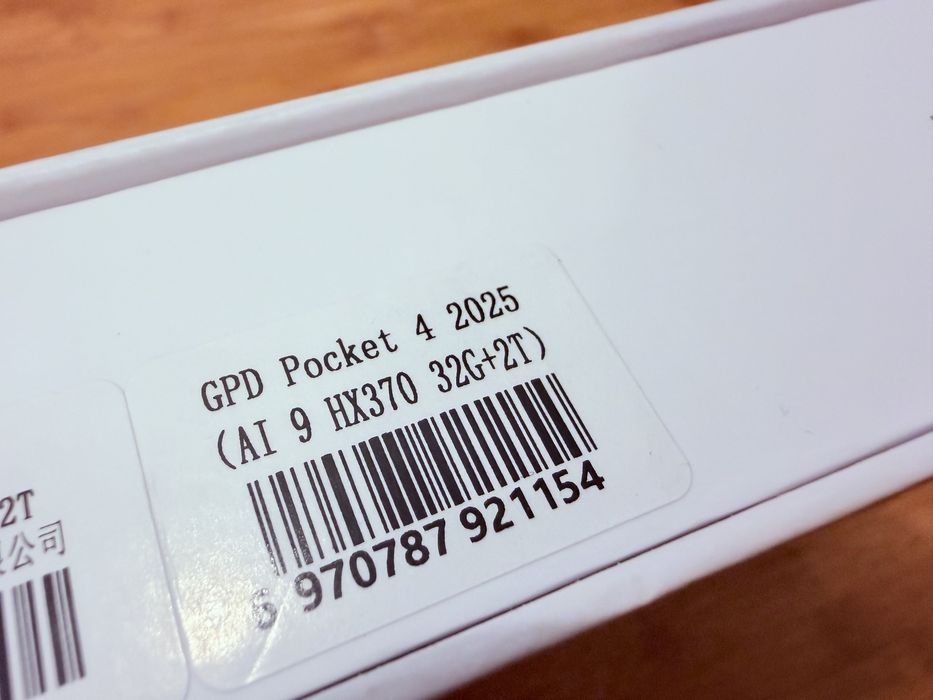 GPD Pocket 4 2025
(AI 9 HX370 32G+2T)
6 970787 921154
2T
公司